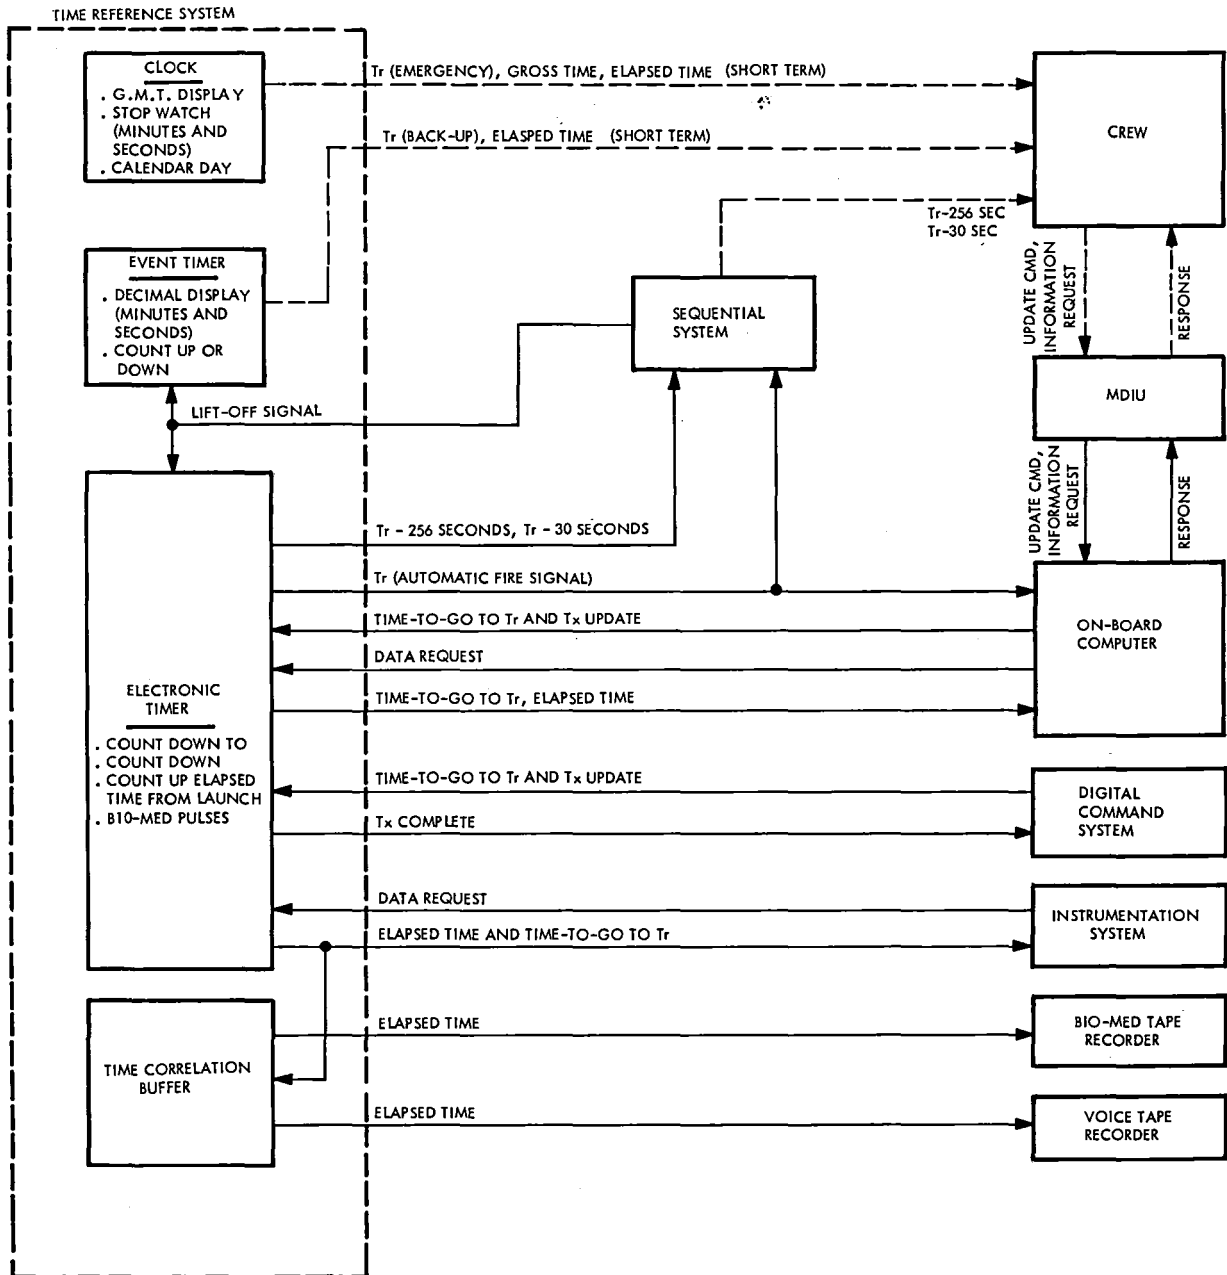 TIME REFERENCE SYSTEM
CLOCK
. G.M.T. DISPLAY
. STOP WATCH
(MINUTES AND
SECONDS)
. CALENDAR DAY
Tr (EMERGENCY), GROSS TIME, ELAPSED TIME (SHORT TERM)
CREW
Tr (BACK-UP), ELASPED TIME (SHORT TERM)
Tr-256 SEC
Tr-30 SEC
EVENT TIMER
. DECIMAL DISPLAY
(MINUTES AND
SECONDS)
. COUNT UP OR
DOWN
SEQUENTIAL
SYSTEM
UPDATE CMD,
INFORMATION
REQUEST
RESPONSE
MDIU
LIFT-OFF SIGNAL
UPDATE CMD,
INFORMATION
REQUEST
RESPONSE
Tr - 256 SECONDS, Tr - 30 SECONDS
Tr (AUTOMATIC FIRE SIGNAL)
TIME-TO-GO TO Tr AND Tx UPDATE
DATA REQUEST
TIME-TO-GO TO Tr, ELAPSED TIME
ON-BOARD
COMPUTER
ELECTRONIC
TIMER
. COUNT DOWN TO
. COUNT DOWN
. COUNT UP ELAPSED
TIME FROM LAUNCH
. B10-MED PULSES
TIME-TO-GO TO Tr AND Tx UPDATE
Tx COMPLETE
DIGITAL
COMMAND
SYSTEM
DATA REQUEST
ELAPSED TIME AND TIME-TO-GO TO Tr
INSTRUMENTATION
SYSTEM
TIME CORRELATION
BUFFER
ELAPSED TIME
BIO-MED TAPE
RECORDER
ELAPSED TIME
VOICE TAPE
RECORDER